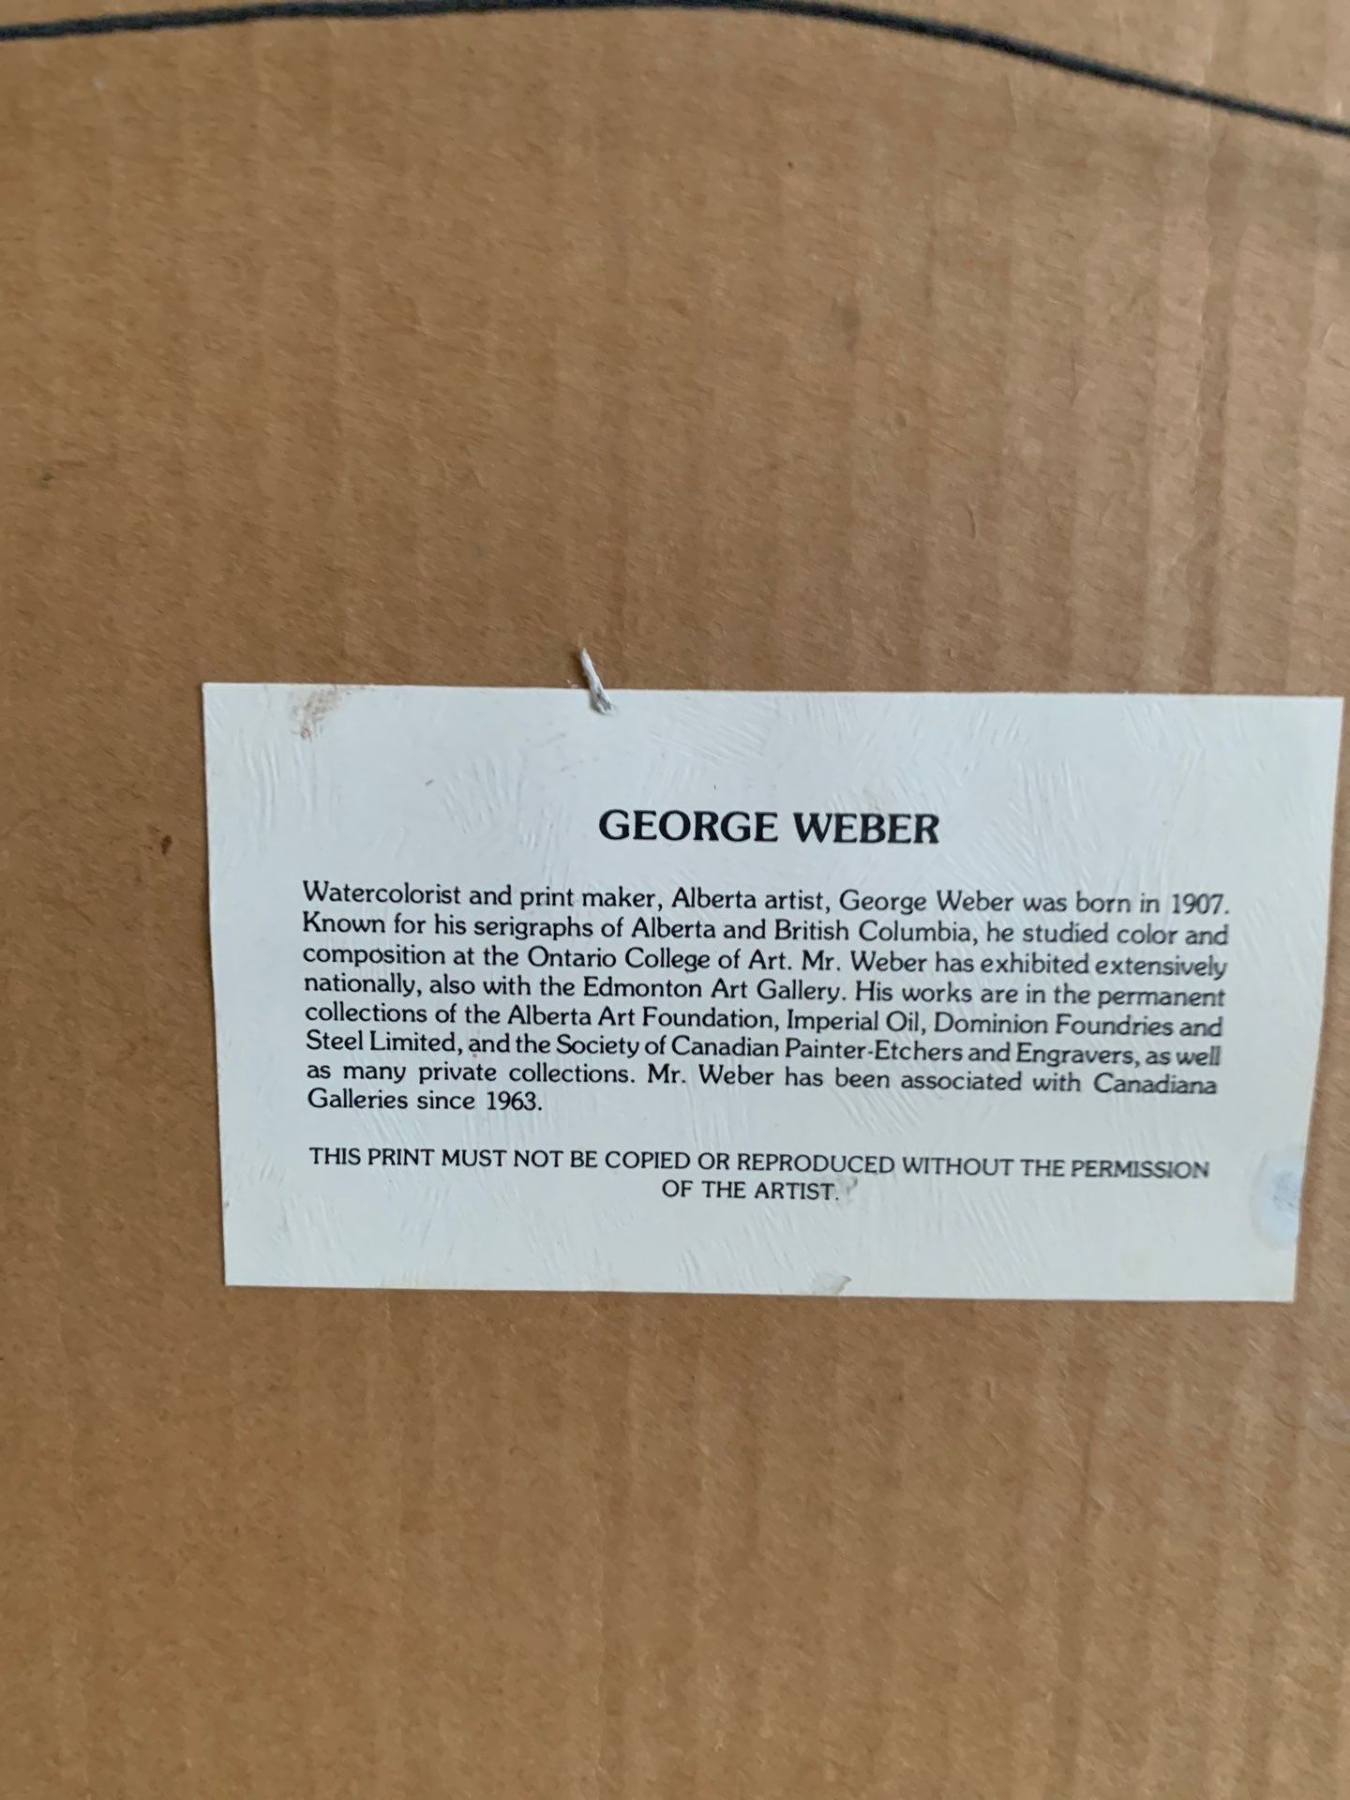 GEORGE WEBER
Watercolorist and print maker, Alberta artist, George Weber was born in 1907.
Known for his serigraphs of Alberta and British Columbia, he studied color and
composition at the Ontario College of Art. Mr. Weber has exhibited extensively
nationally, also with the Edmonton Art Gallery. His works are in the permanent
collections of the Alberta Art Foundation, Imperial Oil, Dominion Foundries and
Steel Limited, and the Society of Canadian Painter-Etchers and Engravers, as well
as many private collections. Mr. Weber has been associated with Canadiana
Galleries since 1963.
THIS PRINT MUST NOT BE COPIED OR REPRODUCED WITHOUT THE PERMISSION
OF THE ARTIST.